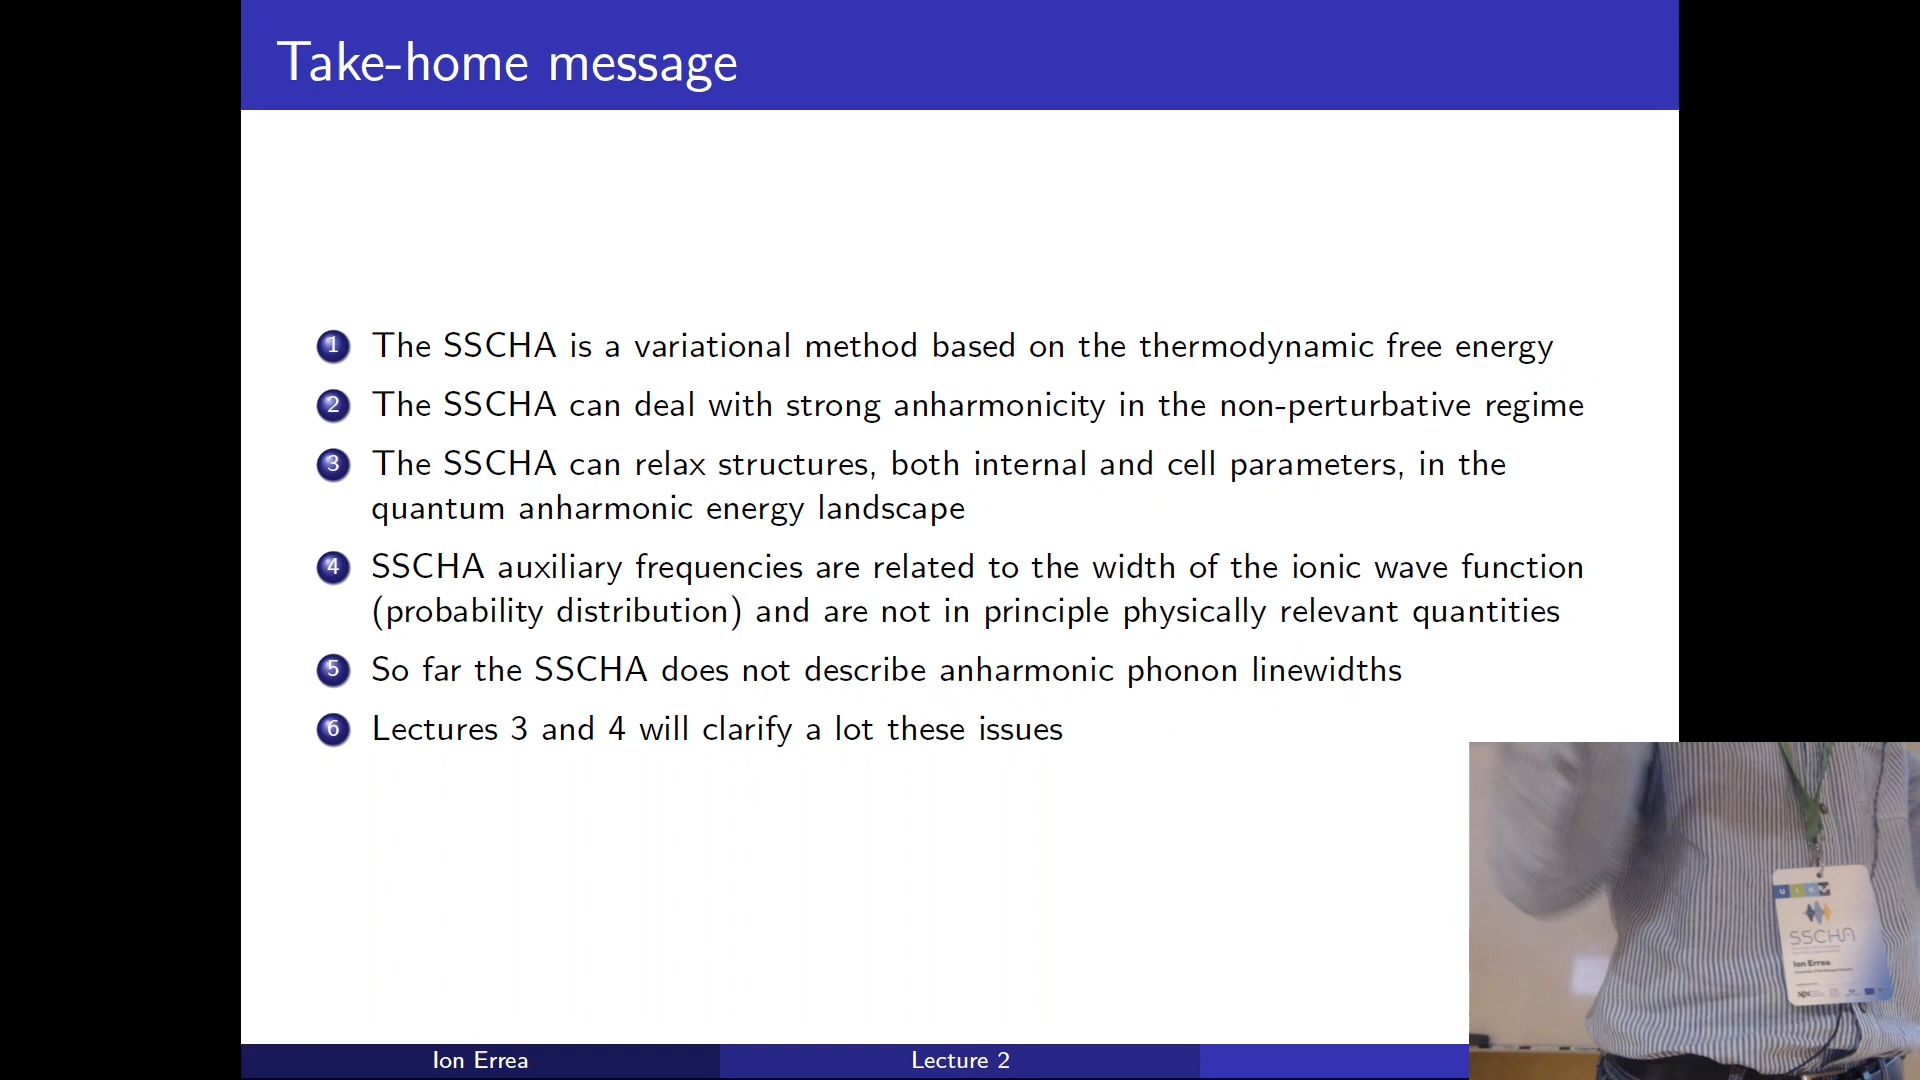 Take-home message
1 The SSCHA is a variational method based on the thermodynamic free energy
2 The SSCHA can deal with strong anharmonicity in the non-perturbative regime
3 The SSCHA can relax structures, both internal and cell parameters, in the
quantum anharmonic energy landscape
4 SSCHA auxiliary frequencies are related to the width of the ionic wave function
(probability distribution) and are not in principle physically relevant quantities
5 So far the SSCHA does not describe anharmonic phonon linewidths
6 Lectures 3 and 4 will clarify a lot these issues
SSCHA
Ion Errea
Ion Errea
Lecture 2